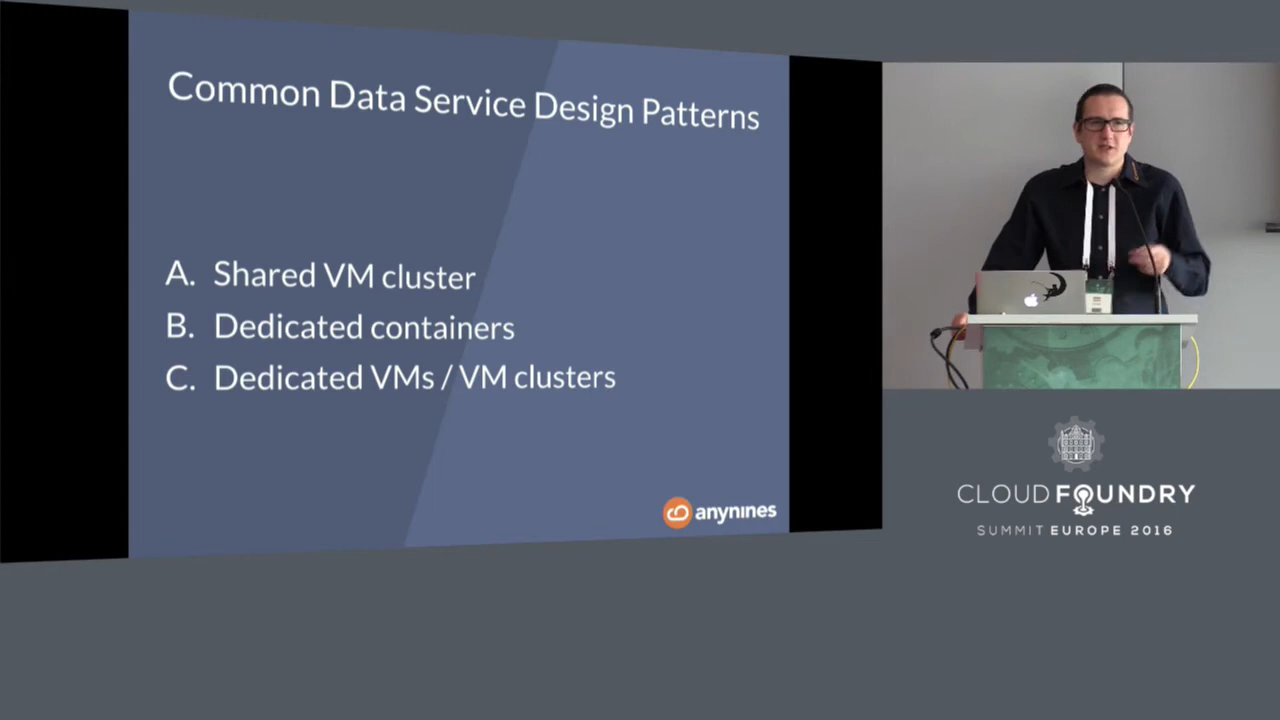 Common Data Service Design Patterns
A. Shared VM cluster
B. Dedicated containers
C. Dedicated VMs / VM clusters
anynines
CLOUD FOUNDRY
SUMMIT EUROPE 2016